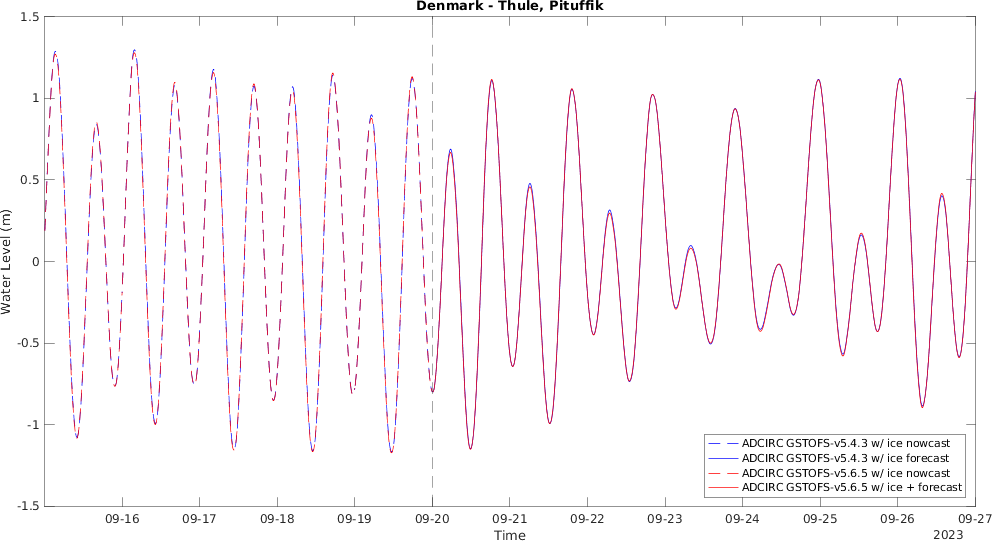 Denmark - Thule, Pituffik
1.5
1
0.5
0
-0.5
-1
-1.5
Water Level (m)
ADCIRC GSTOFS-v5.4.3 w/ ice nowcast
ADCIRC GSTOFS-v5.4.3 w/ ice forecast
ADCIRC GSTOFS-v5.6.5 w/ ice nowcast
ADCIRC GSTOFS-v5.6.5 w/ ice + forecast
09-16 09-17 09-18 09-19 09-20 09-21 09-22 09-23 09-24 09-25 09-26 09-27
Time
2023